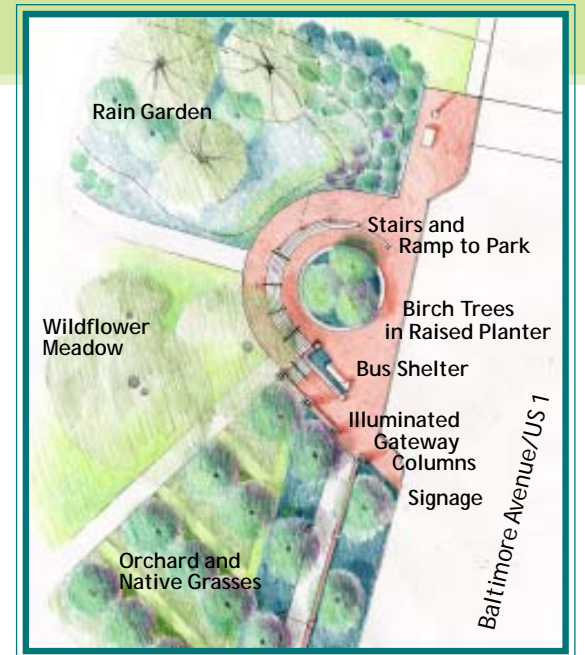 Rain Garden
Stairs and
Ramp to Park
Birch Trees
in Raised Planter
Wildflower
Meadow
Bus Shelter
Illuminated
Gateway
Columns
Signage
Baltimore Avenue/US 1
Orchard and
Native Grasses